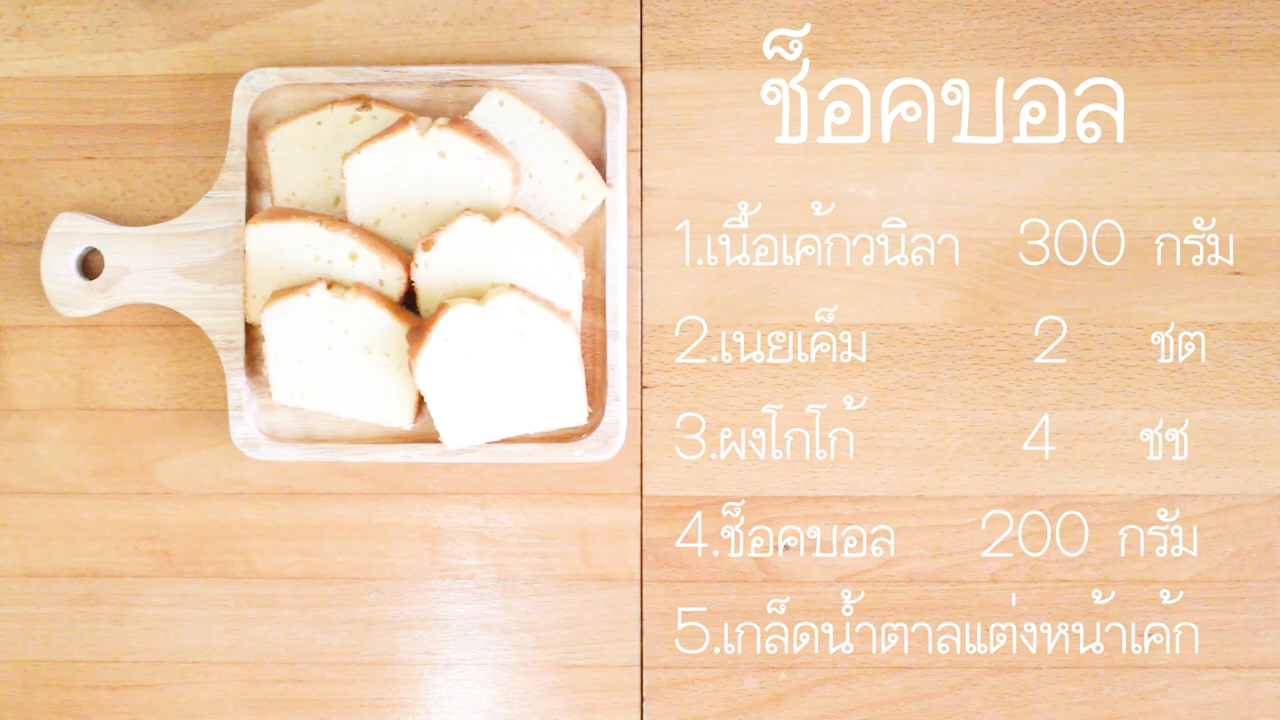 ช็อคบอล
1.เนื้อเค้กวนิลา 300 กรัม
2.เนยเค็ม 2 ชต
3.ผงโกโก้ 4 ชช
4.ช็อคบอล 200 กรัม
5.เกล็ดน้ำตาลแต่งหน้าเค้ก